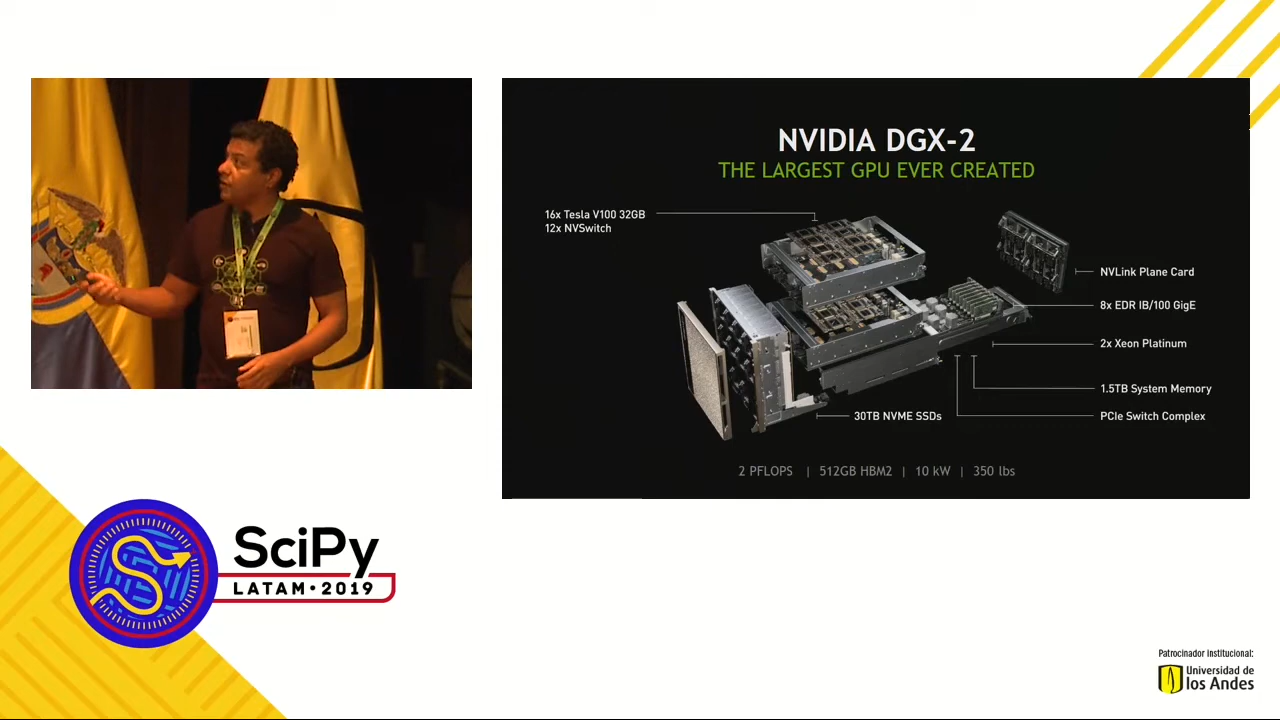 NVIDIA DGX-2
THE LARGEST GPU EVER CREATED
16x Tesla V100 32GB
12x NVSwitch
NVLink Plane Card
8x EDR IB/100 GigE
2x Xeon Platinum
1.5TB System Memory
30TB NVME SSDs
PCIe Switch Complex
2 PFLOPS | 512GB HBM2 | 10 kW | 350 lbs
SciPy
LATAM·2019
Patrocinador Institucional:
Universidad de
los Andes